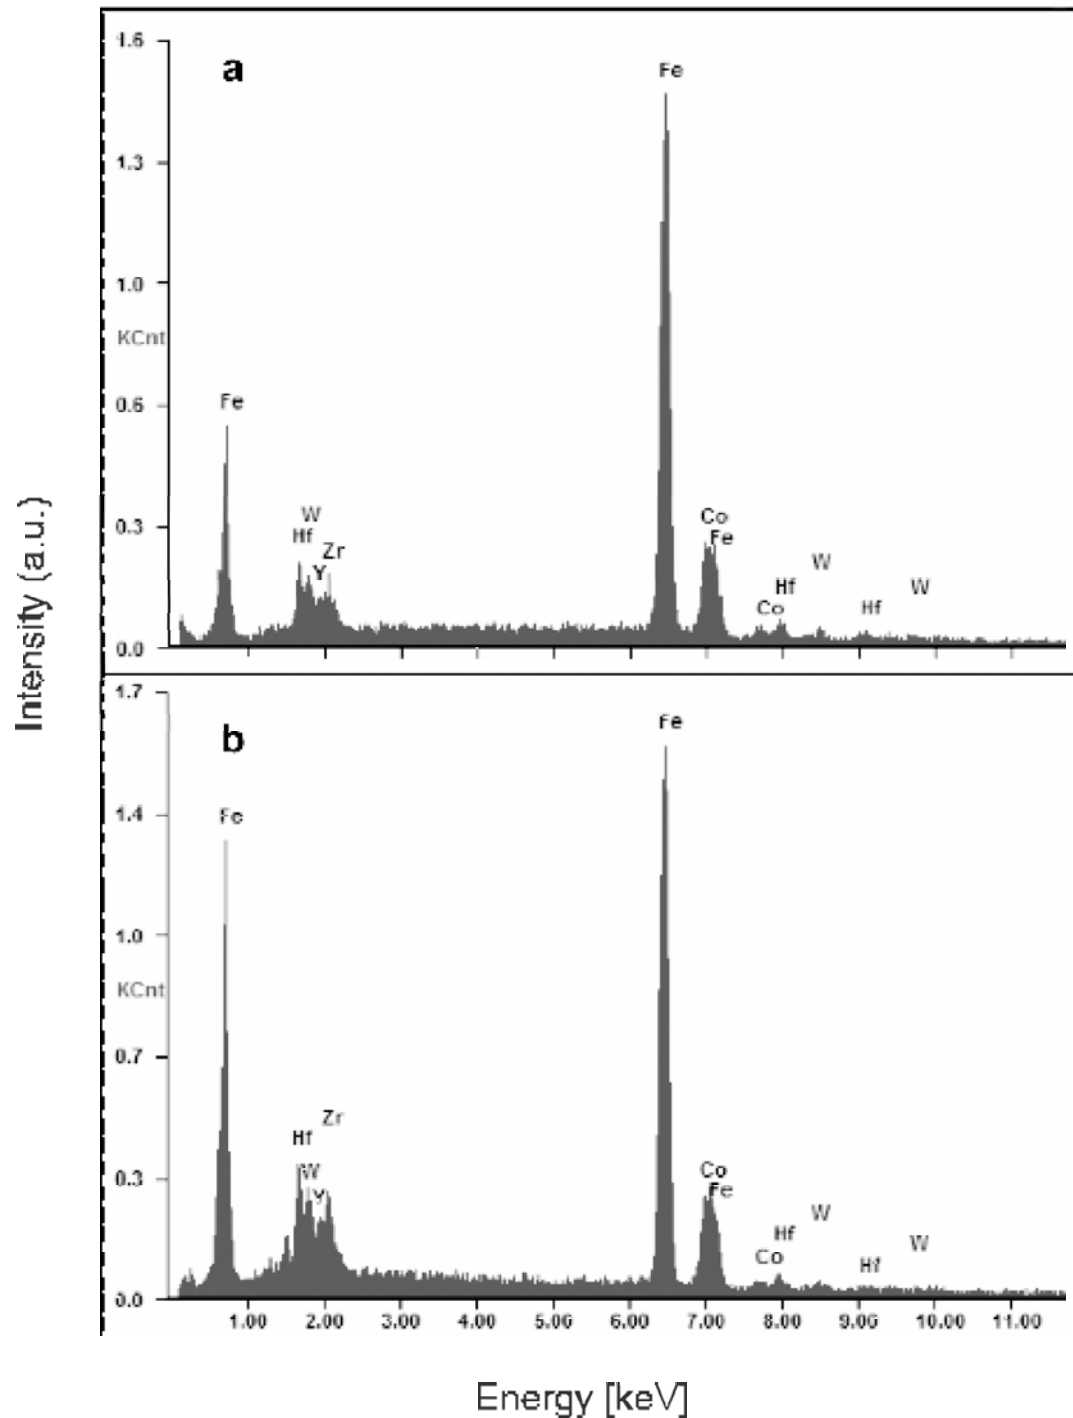 1.6
a
Fe
1.3
1.0
KCnt
0.6
Fe
0.3
W
Hf
Zr
Y
Co
Fe
W
Hf
W
Co
Hf
0.0
Intensity (a.u.)
1.7
b
Fe
1.4
Fe
1.0
KCnt
0.7
Zr
Hf
0.3
W
Y
Co
Fe
W
Hf
W
Co
Hf
0.0
1.00 2.00 3.00 4.00 5.00 6.00 7.00 8.00 9.00 10.00 11.00
Energy [keV]